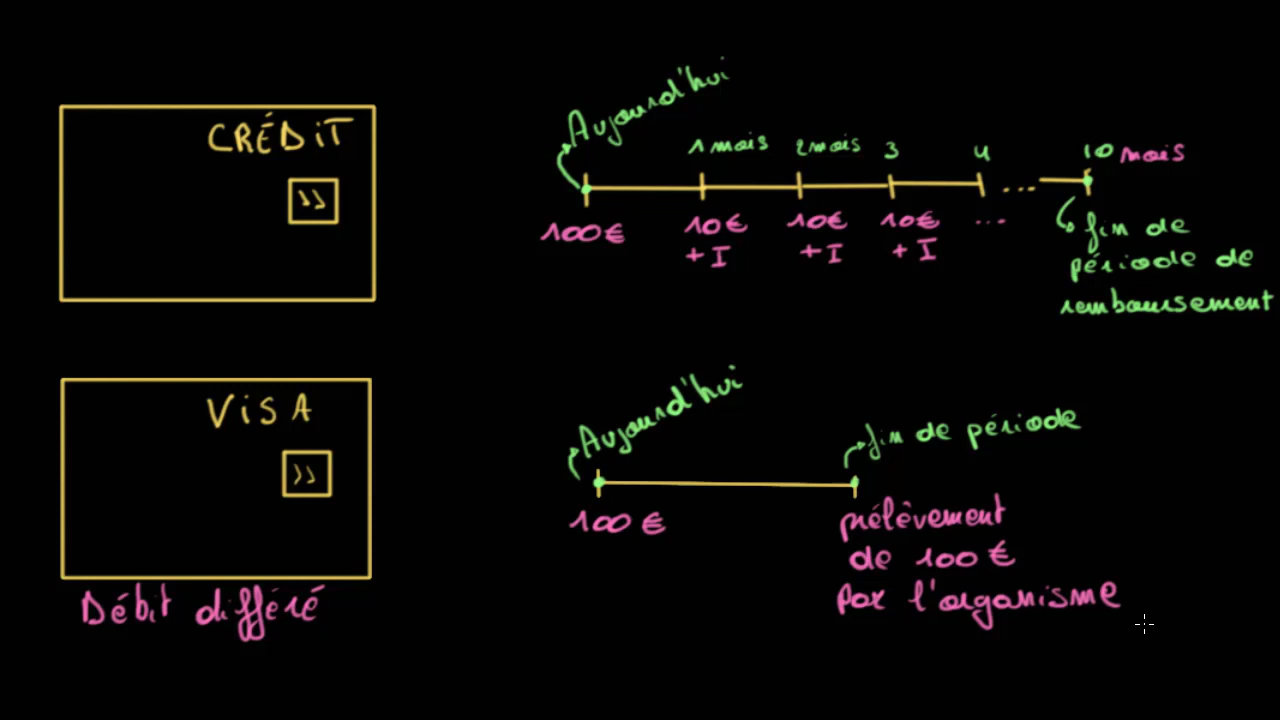 CRÉDiT
Aujourd'hui
1 mois 2 mois 3 4 ... 10 mois
100€ 10€ 10€ 10€ ...
+ I + I + I
fin de
période de
remboursement
ViSA
Débit différé
Aujourd'hui
fin de période
100 €
prélêvement
de 100 €
par l'organisme